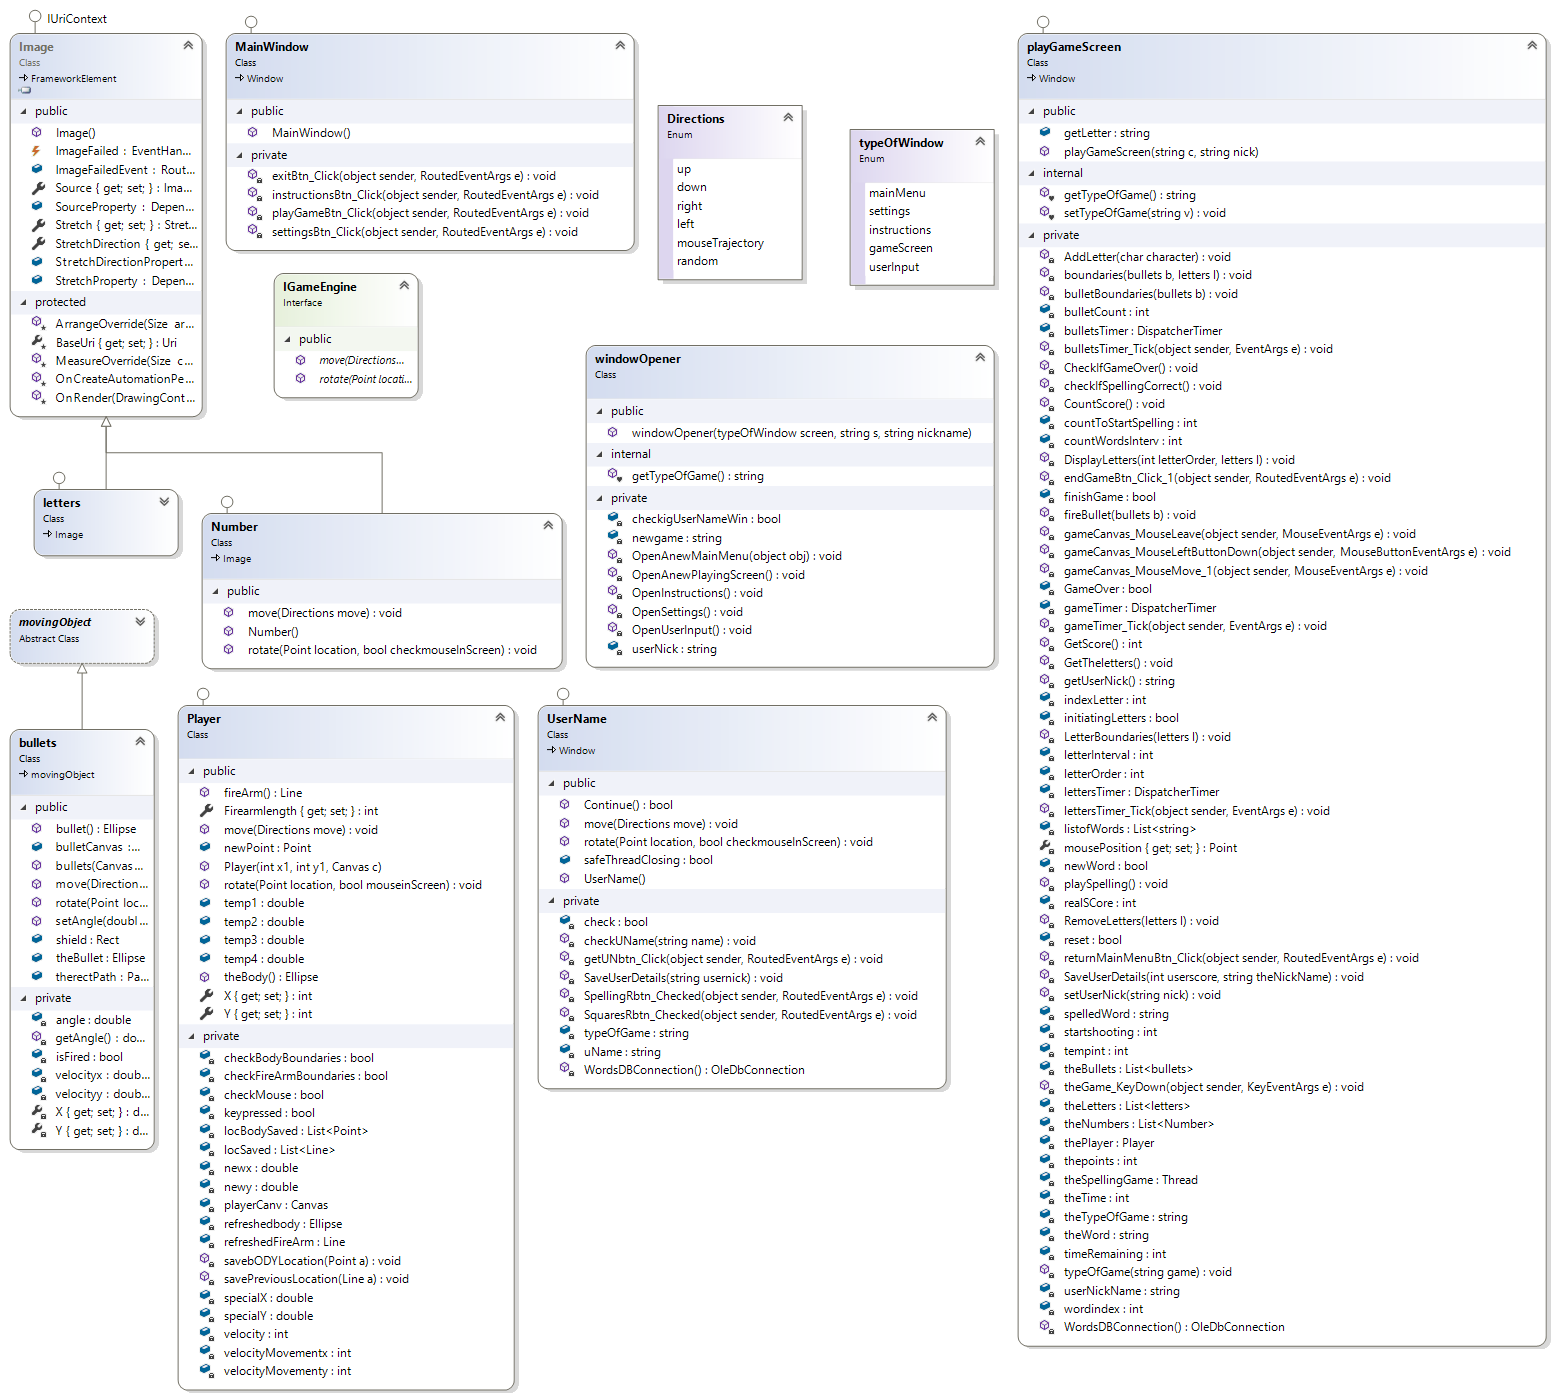 IUriContext
Image
Class
FrameworkElement
public
Image()
ImageFailed : EventHan...
ImageFailedEvent : Rout...
Source { get; set; } : Ima...
SourceProperty : Depen...
Stretch { get; set; } : Stret...
StretchDirection { get; se...
StretchDirectionPropert...
StretchProperty : Depen...
protected
ArrangeOverride(Size ar...
BaseUri { get; set; } : Uri
MeasureOverride(Size c...
OnCreateAutomationPe...
OnRender(DrawingCont...
letters
Class
Image
movingObject
Abstract Class
bullets
Class
movingObject
public
bullet() : Ellipse
bulletCanvas :...
bullets(Canvas...
move(Direction...
rotate(Point loc...
setAngle(doubl...
shield : Rect
theBullet : Ellipse
therectPath : Pa...
private
angle : double
getAngle() : do...
isFired : bool
velocityx : doub...
velocityy : doub...
X { get; set; } : d...
Y { get; set; } : d...
MainWindow
Class
Window
public
MainWindow()
private
exitBtn_Click(object sender, RoutedEventArgs e) : void
instructionsBtn_Click(object sender, RoutedEventArgs e) : void
playGameBtn_Click(object sender, RoutedEventArgs e) : void
settingsBtn_Click(object sender, RoutedEventArgs e) : void
IGameEngine
Interface
public
move(Directions...
rotate(Point locati...
Number
Class
Image
public
move(Directions move) : void
Number()
rotate(Point location, bool checkmouseInScreen) : void
Player
Class
public
fireArm() : Line
Firearmlength { get; set; } : int
move(Directions move) : void
newPoint : Point
Player(int x1, int y1, Canvas c)
rotate(Point location, bool mouseinScreen) : void
temp1 : double
temp2 : double
temp3 : double
temp4 : double
theBody() : Ellipse
X { get; set; } : int
Y { get; set; } : int
private
checkBodyBoundaries : bool
checkFireArmBoundaries : bool
checkMouse : bool
keypressed : bool
locBodySaved : List<Point>
locSaved : List<Line>
newx : double
newy : double
playerCanv : Canvas
refreshedbody : Ellipse
refreshedFireArm : Line
savebODYLocation(Point a) : void
savePreviousLocation(Line a) : void
specialX : double
specialY : double
velocity : int
velocityMovementx : int
velocityMovementy : int
Directions
Enum
up
down
right
left
mouseTrajectory
random
typeOfWindow
Enum
mainMenu
settings
instructions
gameScreen
userInput
windowOpener
Class
public
windowOpener(typeOfWindow screen, string s, string nickname)
internal
getTypeOfGame() : string
private
checkigUserNameWin : bool
newgame : string
OpenAnewMainMenu(object obj) : void
OpenAnewPlayingScreen() : void
OpenInstructions() : void
OpenSettings() : void
OpenUserInput() : void
userNick : string
UserName
Class
Window
public
Continue() : bool
move(Directions move) : void
rotate(Point location, bool checkmouseInScreen) : void
safeThreadClosing : bool
UserName()
private
check : bool
checkUName(string name) : void
getUNbtn_Click(object sender, RoutedEventArgs e) : void
SaveUserDetails(string usernick) : void
SpellingRbtn_Checked(object sender, RoutedEventArgs e) : void
SquaresRbtn_Checked(object sender, RoutedEventArgs e) : void
typeOfGame : string
uName : string
WordsDBConnection() : OleDbConnection
playGameScreen
Class
Window
public
getLetter : string
playGameScreen(string c, string nick)
internal
getTypeOfGame() : string
setTypeOfGame(string v) : void
private
AddLetter(char character) : void
boundaries(bullets b, letters l) : void
bulletBoundaries(bullets b) : void
bulletCount : int
bulletsTimer : DispatcherTimer
bulletsTimer_Tick(object sender, EventArgs e) : void
CheckIfGameOver() : void
checkIfSpellingCorrect() : void
CountScore() : void
countToStartSpelling : int
countWordsInterv : int
DisplayLetters(int letterOrder, letters l) : void
endGameBtn_Click_1(object sender, RoutedEventArgs e) : void
finishGame : bool
fireBullet(bullets b) : void
gameCanvas_MouseLeave(object sender, MouseEventArgs e) : void
gameCanvas_MouseLeftButtonDown(object sender, MouseButtonEventArgs e) : void
gameCanvas_MouseMove_1(object sender, MouseEventArgs e) : void
GameOver : bool
gameTimer : DispatcherTimer
gameTimer_Tick(object sender, EventArgs e) : void
GetScore() : int
GetTheletters() : void
getUserNick() : string
indexLetter : int
initiatingLetters : bool
LetterBoundaries(letters l) : void
letterInterval : int
letterOrder : int
lettersTimer : DispatcherTimer
lettersTimer_Tick(object sender, EventArgs e) : void
listofWords : List<string>
mousePosition { get; set; } : Point
newWord : bool
playSpelling() : void
realSCore : int
RemoveLetters(letters l) : void
reset : bool
returnMainMenuBtn_Click(object sender, RoutedEventArgs e) : void
SaveUserDetails(int userscore, string theNickName) : void
setUserNick(string nick) : void
spelledWord : string
startshooting : int
tempint : int
theBullets : List<bullets>
theGame_KeyDown(object sender, KeyEventArgs e) : void
theLetters : List<letters>
theNumbers : List<Number>
thePlayer : Player
thepoints : int
theSpellingGame : Thread
theTime : int
theTypeOfGame : string
theWord : string
timeRemaining : int
typeOfGame(string game) : void
userNickName : string
wordindex : int
WordsDBConnection() : OleDbConnection